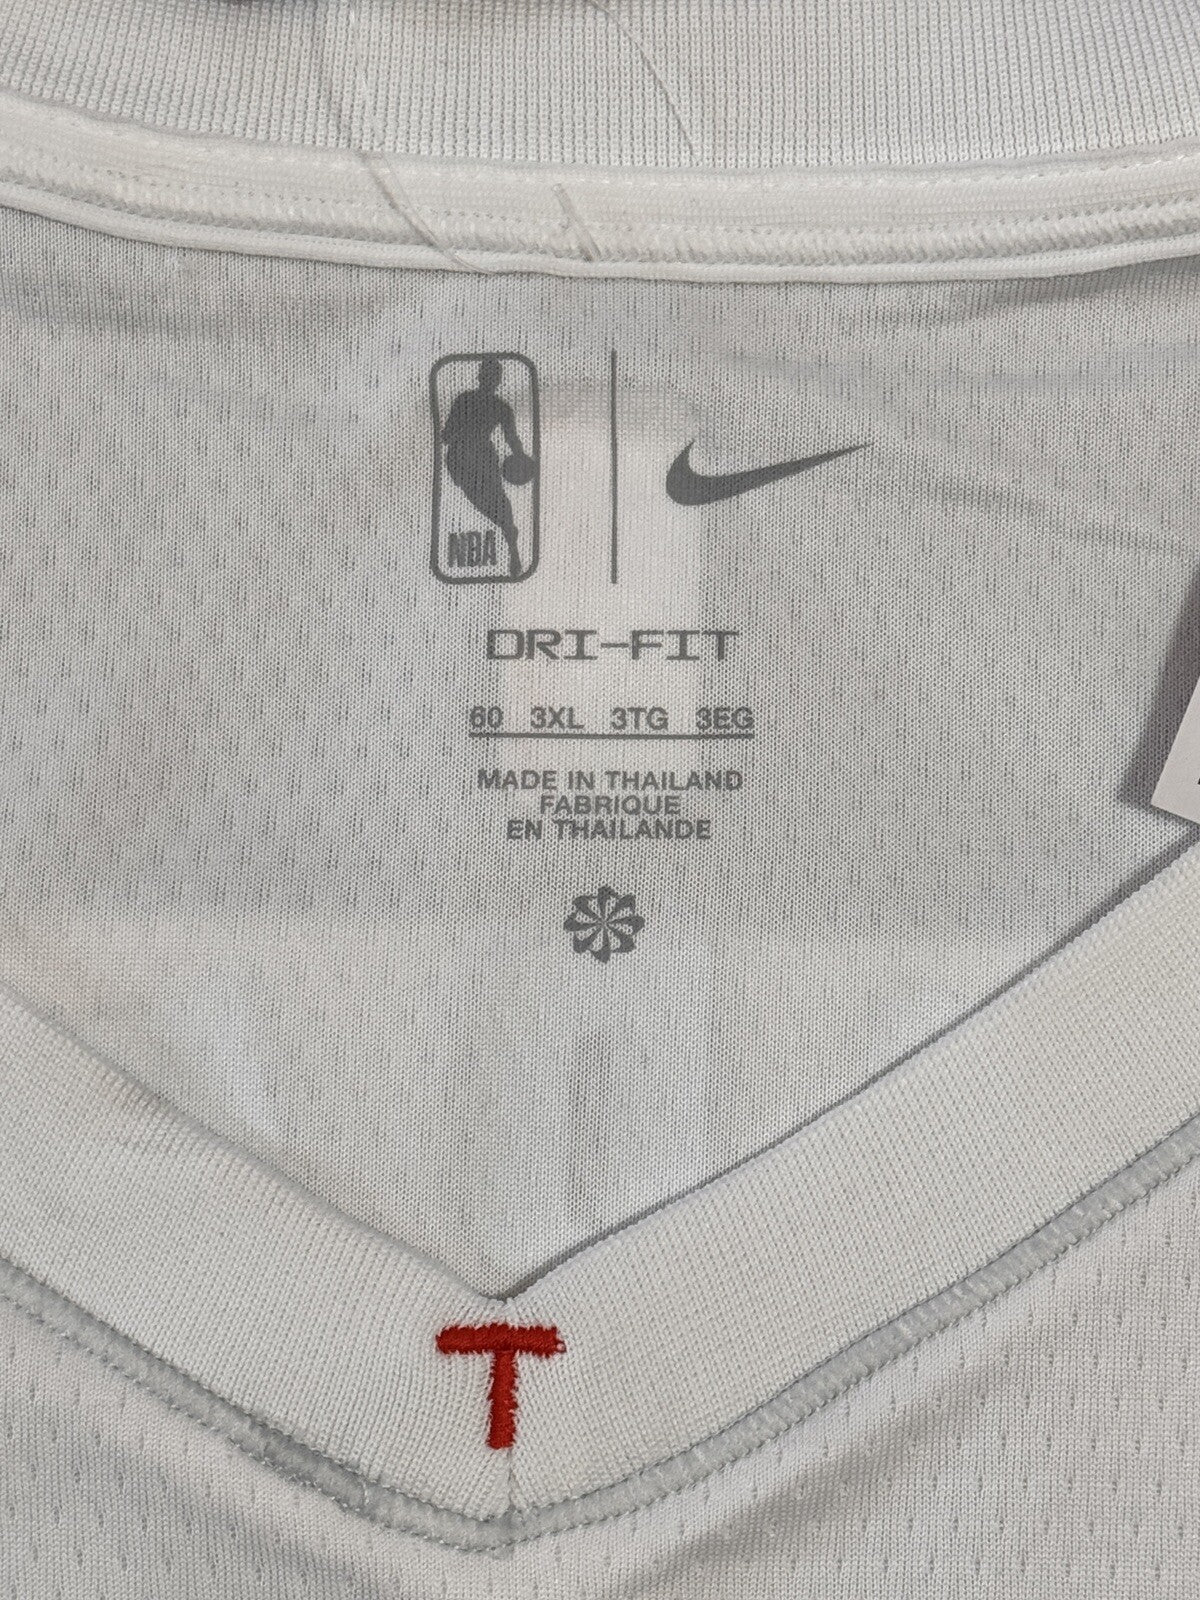 NBA
DRI-FIT
60 3XL 3TG 3EG
MADE IN THAILAND
FABRIQUE
EN THAILANDE
T